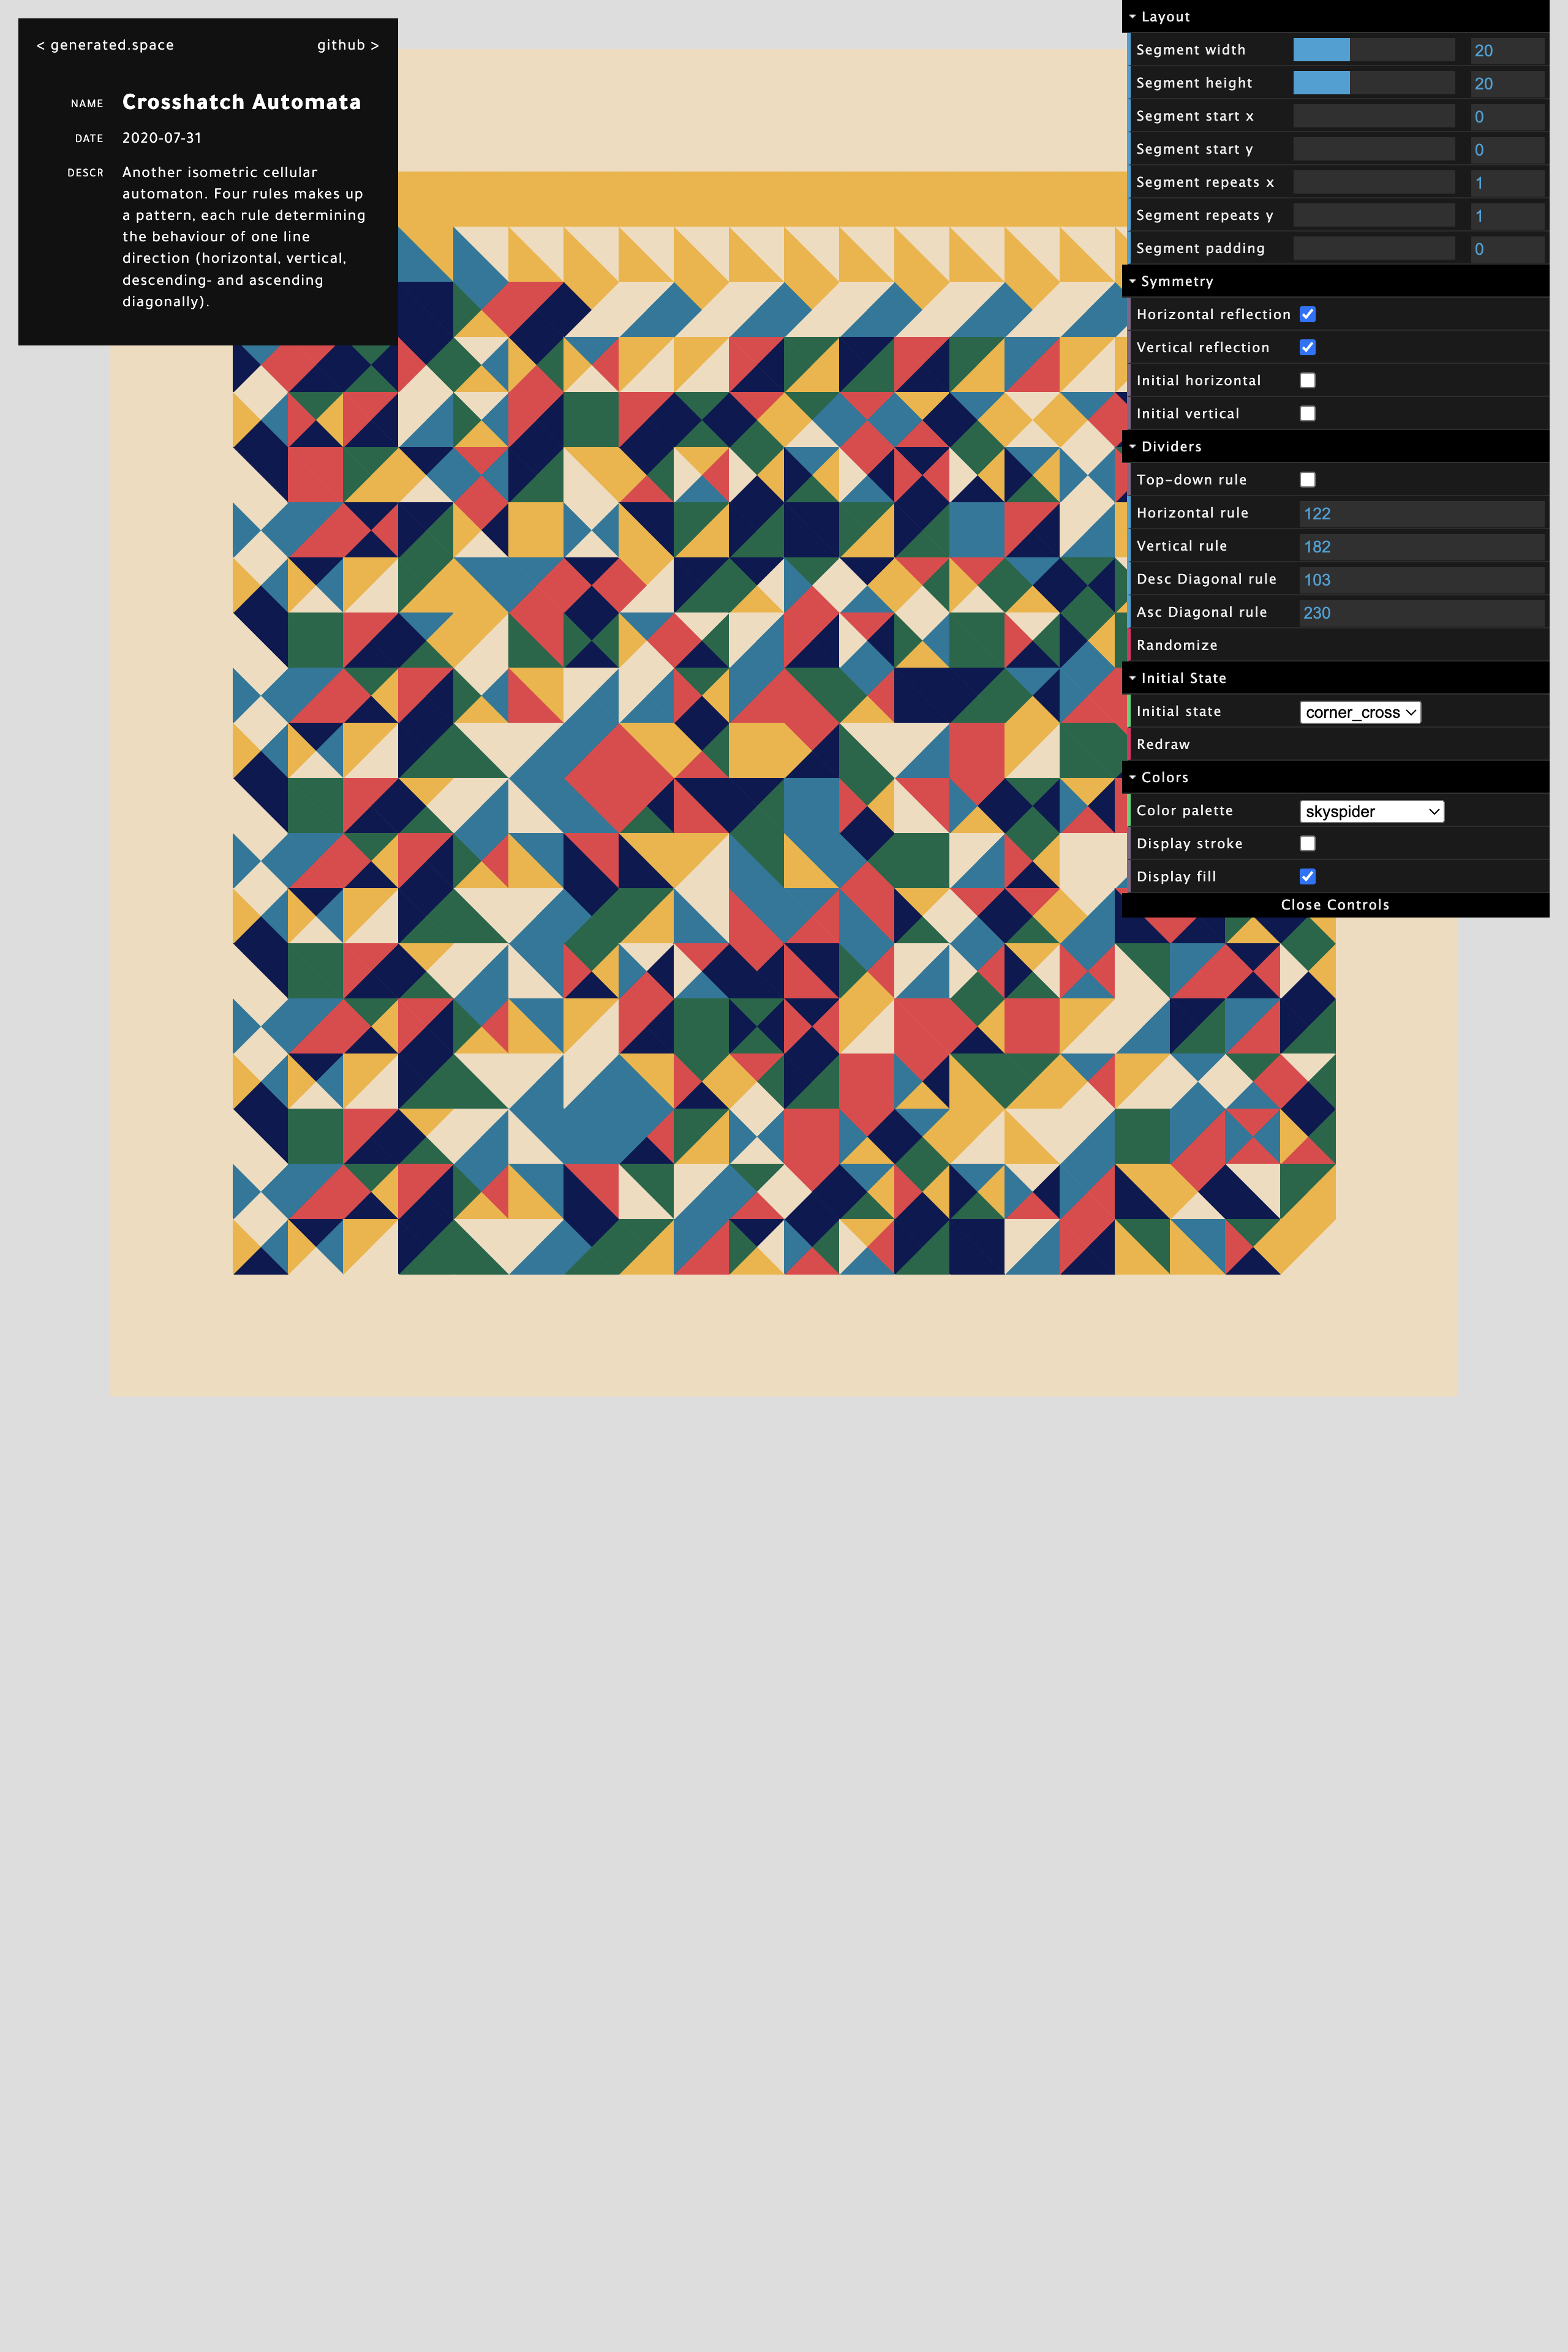 < generated.space github >
NAME Crosshatch Automata
DATE 2020-07-31
DESCR Another isometric cellular
automaton. Four rules makes up
a pattern, each rule determining
the behaviour of one line
direction (horizontal, vertical,
descending- and ascending
diagonally).
Layout
Segment width 20
Segment height 20
Segment start x 0
Segment start y 0
Segment repeats x 1
Segment repeats y 1
Segment padding 0
Symmetry
Horizontal reflection
Vertical reflection
Initial horizontal
Initial vertical
Dividers
Top-down rule
Horizontal rule 122
Vertical rule 182
Desc Diagonal rule 103
Asc Diagonal rule 230
Randomize
Initial State
Initial state corner_cross
Redraw
Colors
Color palette skyspider
Display stroke
Display fill
Close Controls